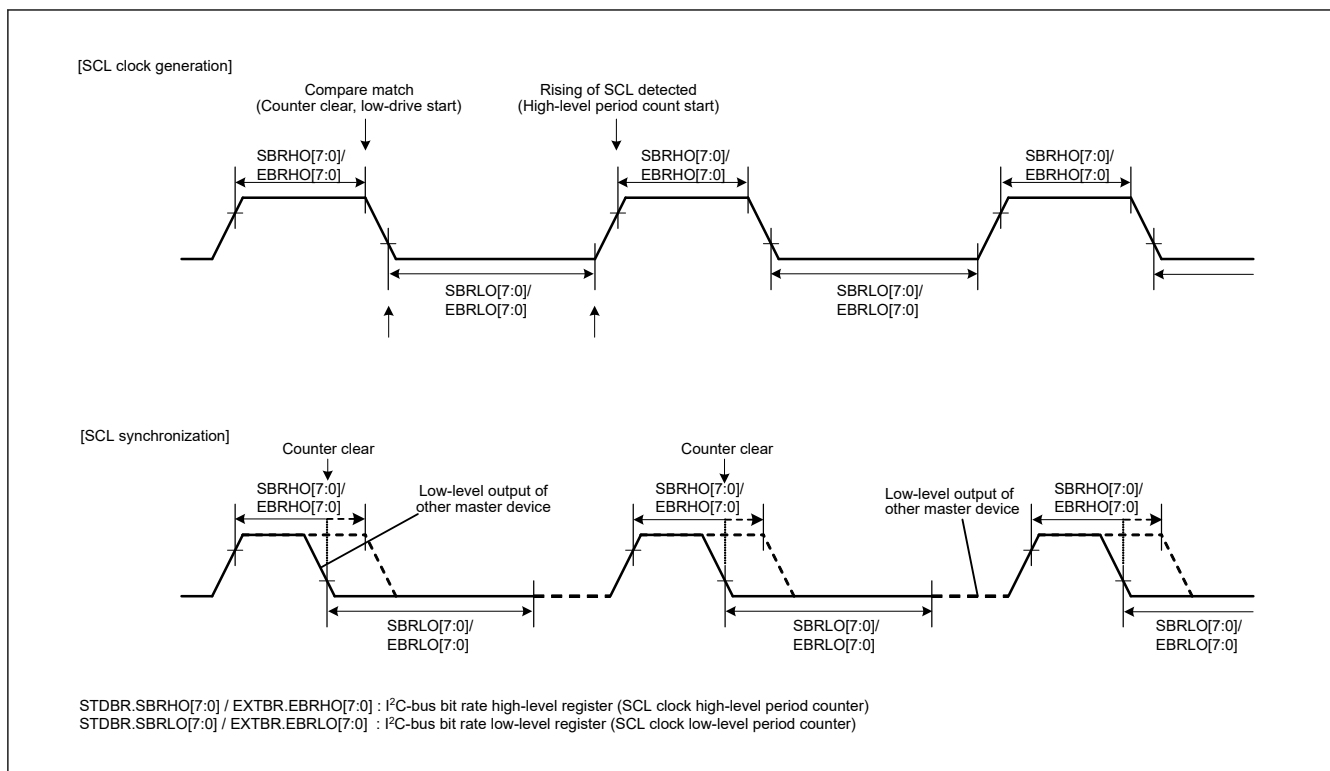 [SCL clock generation]
Compare match
(Counter clear, low-drive start)
Rising of SCL detected
(High-level period count start)
SBRHO[7:0]/
EBRHO[7:0]
SBRHO[7:0]/
EBRHO[7:0]
SBRHO[7:0]/
EBRHO[7:0]
SBRLO[7:0]/
EBRLO[7:0]
SBRLO[7:0]/
EBRLO[7:0]
[SCL synchronization]
Counter clear
Counter clear
SBRHO[7:0]/
EBRHO[7:0]
Low-level output of
other master device
SBRHO[7:0]/
EBRHO[7:0]
Low-level output of
other master device
SBRHO[7:0]/
EBRHO[7:0]
SBRLO[7:0]/
EBRLO[7:0]
SBRLO[7:0]/
EBRLO[7:0]
SBRLO[7:0]/
EBRLO[7:0]
STDBR.SBRHO[7:0] / EXTBR.EBRHO[7:0] : I²C-bus bit rate high-level register (SCL clock high-level period counter)
STDBR.SBRLO[7:0] / EXTBR.EBRLO[7:0] : I²C-bus bit rate low-level register (SCL clock low-level period counter)